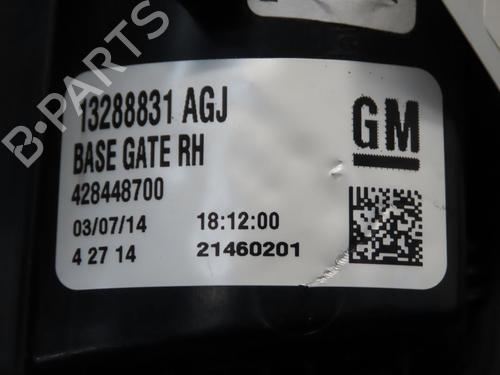 B-PARTS
13288831 AGJ
GM
BASE GATE RH
428448700
03/07/14 18:12:00
4 27 14 21460201